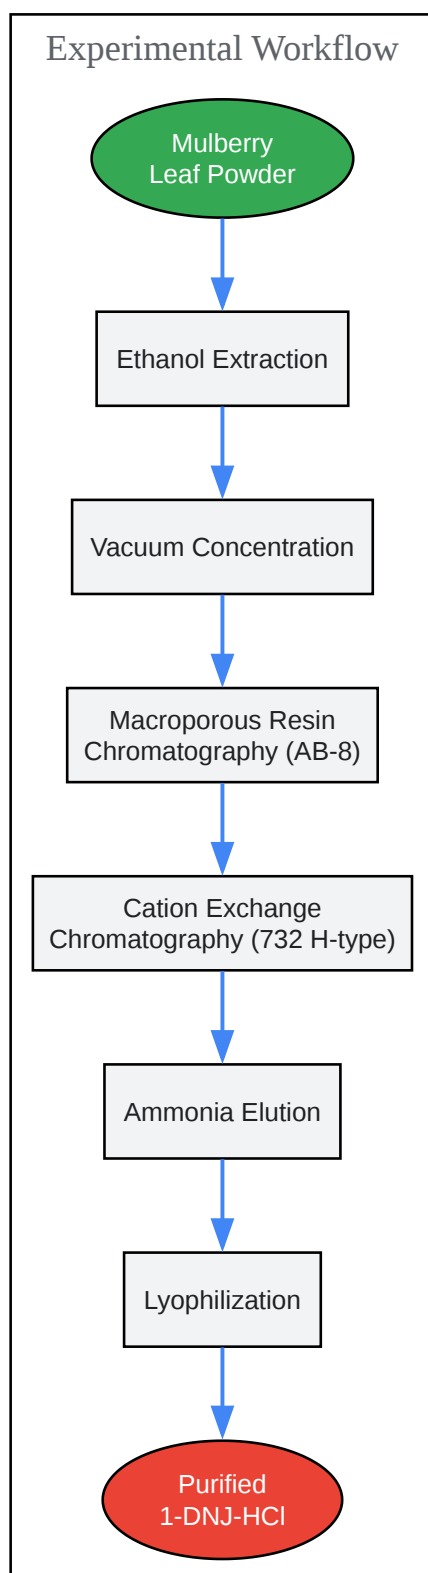 Experimental Workflow
Mulberry
Leaf Powder
Ethanol Extraction
Vacuum Concentration
Macroporous Resin
Chromatography (AB-8)
Cation Exchange
Chromatography (732 H-type)
Ammonia Elution
Lyophilization
Purified
1-DNJ-HCl